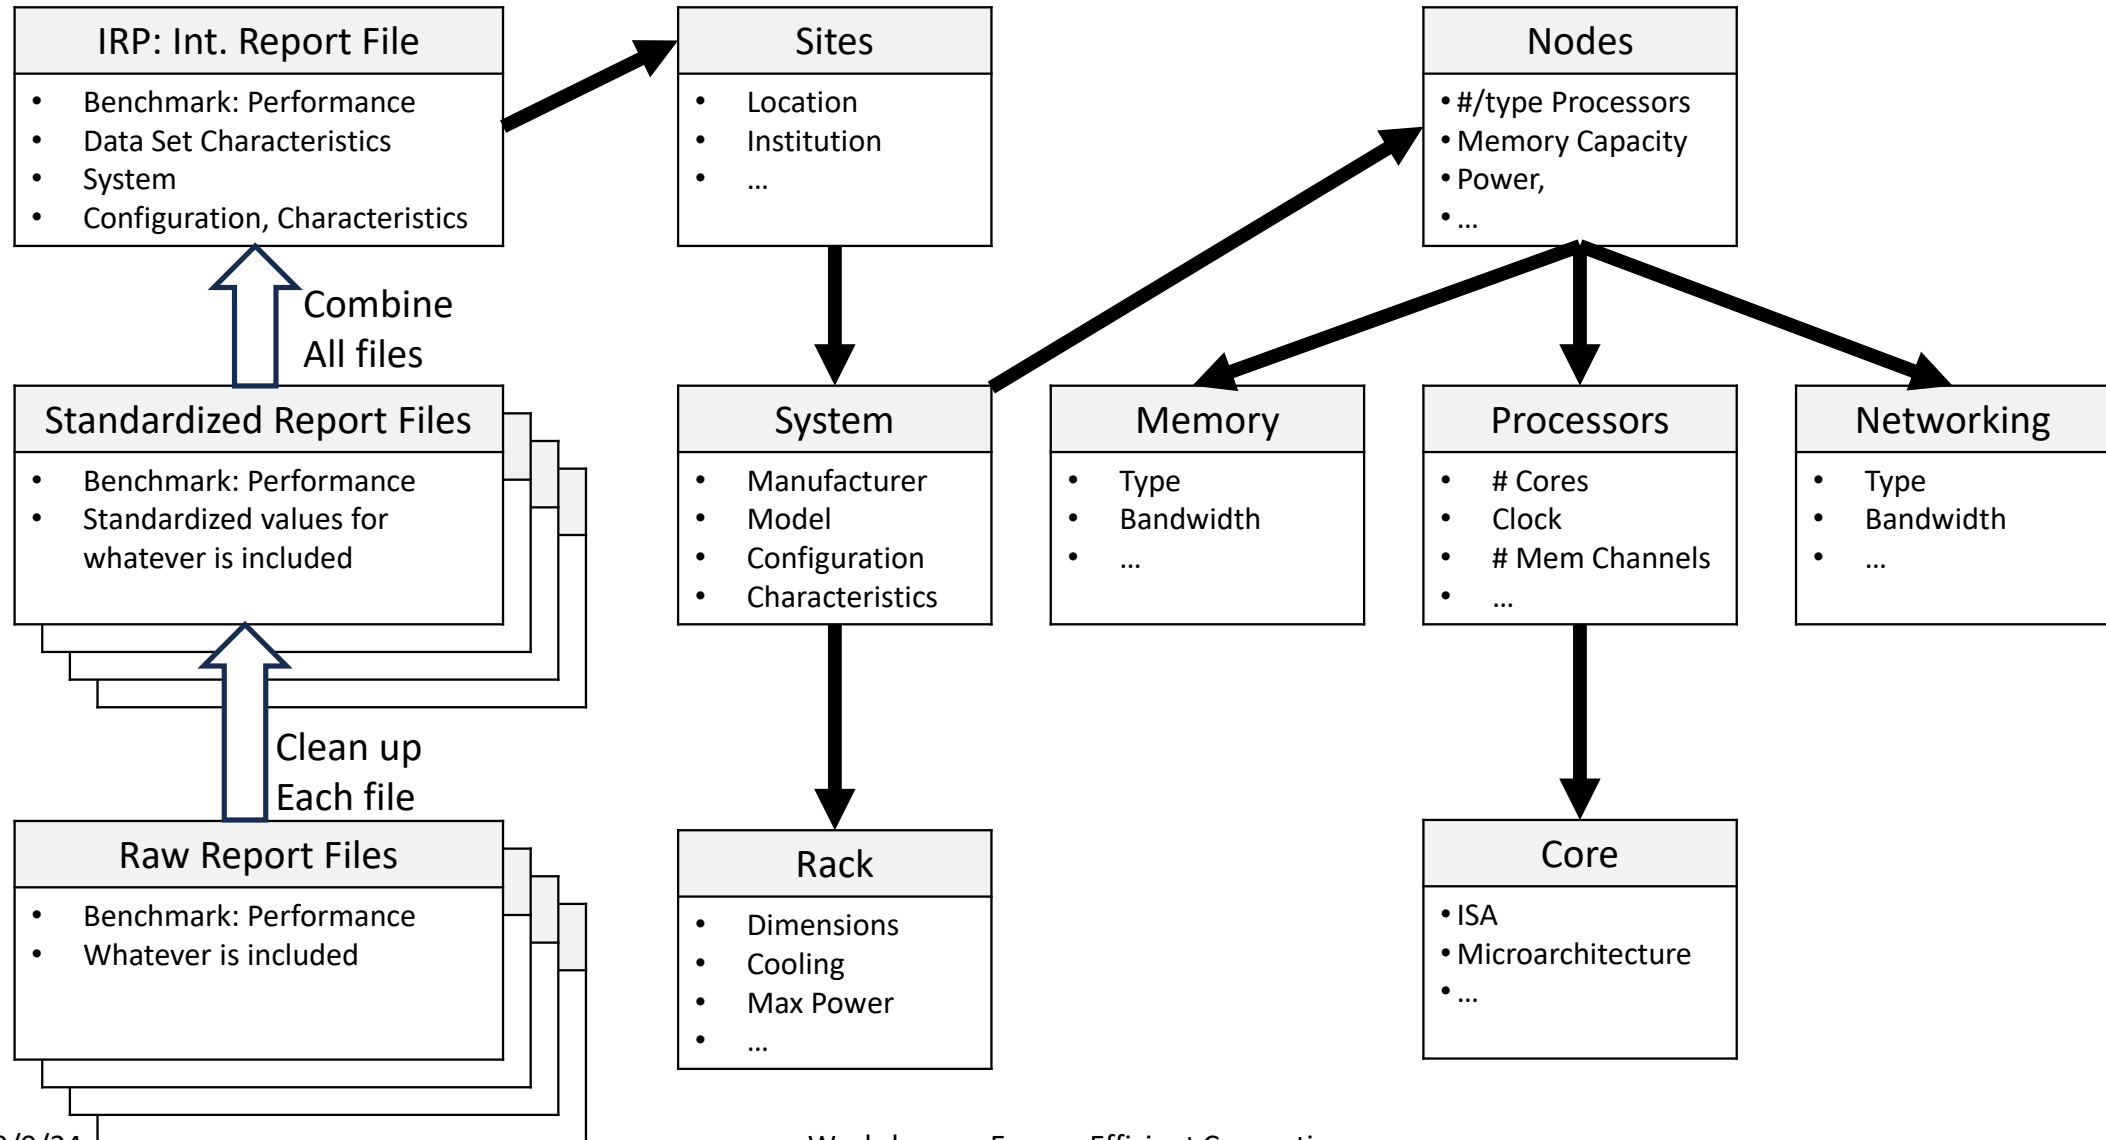 IRP: Int. Report File
• Benchmark: Performance
• Data Set Characteristics
• System
• Configuration, Characteristics
Combine
All files
Standardized Report Files
• Benchmark: Performance
• Standardized values for
whatever is included
Clean up
Each file
Raw Report Files
• Benchmark: Performance
• Whatever is included
Sites
• Location
• Institution
• ...
System
• Manufacturer
• Model
• Configuration
• Characteristics
Rack
• Dimensions
• Cooling
• Max Power
• ...
Nodes
• #/type Processors
• Memory Capacity
• Power,
• ...
Memory
• Type
• Bandwidth
• ...
Processors
• # Cores
• Clock
• # Mem Channels
• ...
Networking
• Type
• Bandwidth
• ...
Core
• ISA
• Microarchitecture
• ...